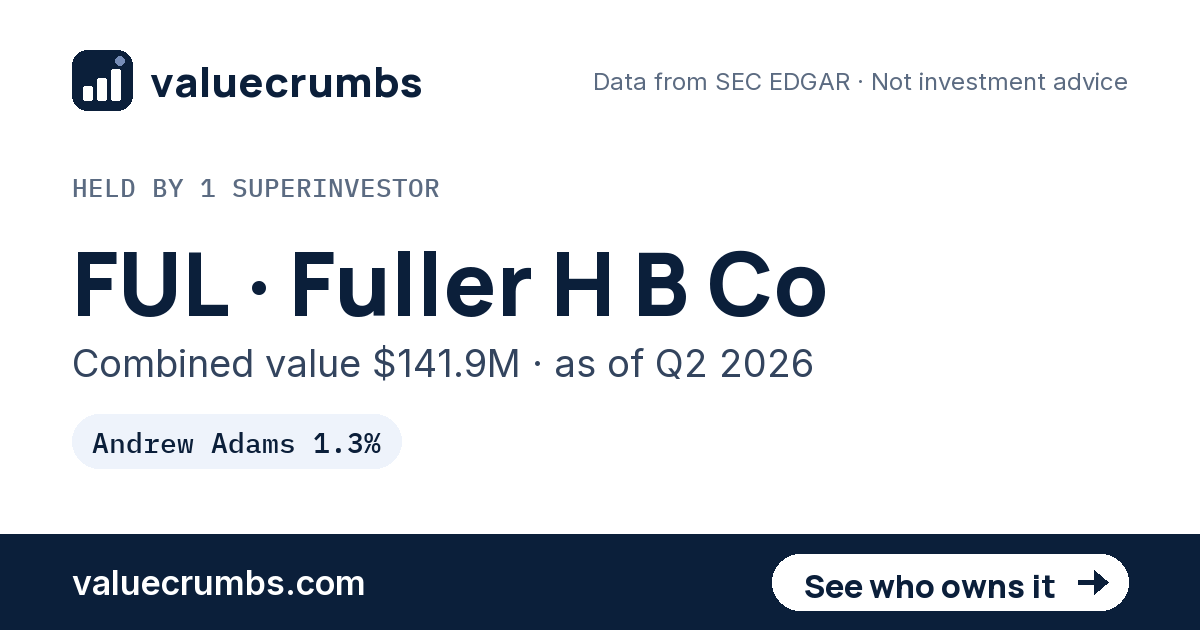 valuecrumbs
Data from SEC EDGAR · Not investment advice
HELD BY 1 SUPERINVESTOR
FUL · Fuller H B Co
Combined value $141.9M · as of Q2 2026
Andrew Adams 1.3%
valuecrumbs.com
See who owns it →